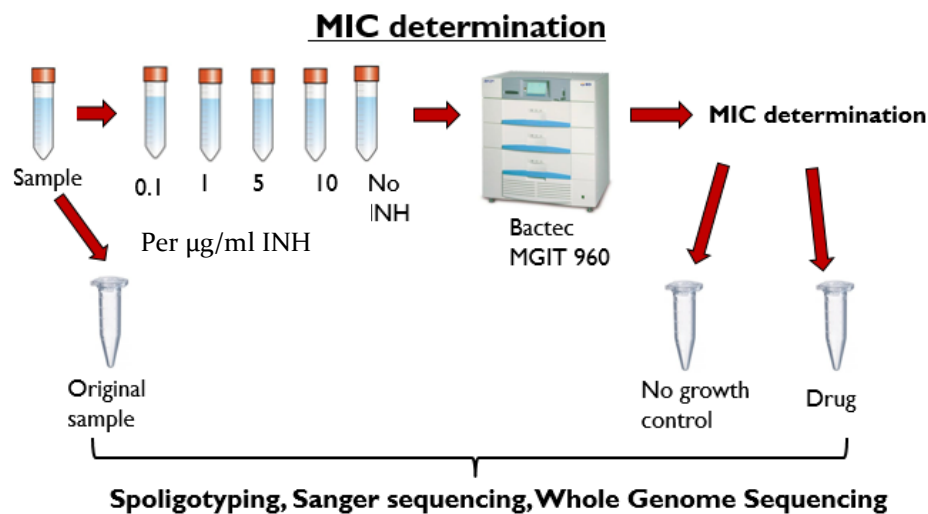 MIC determination
Sample
0.1
1
5
10
No
INH
Per µg/ml INH
Bactec
MGIT 960
MIC determination
Original
sample
No growth
control
Drug
Spoligotyping, Sanger sequencing, Whole Genome Sequencing